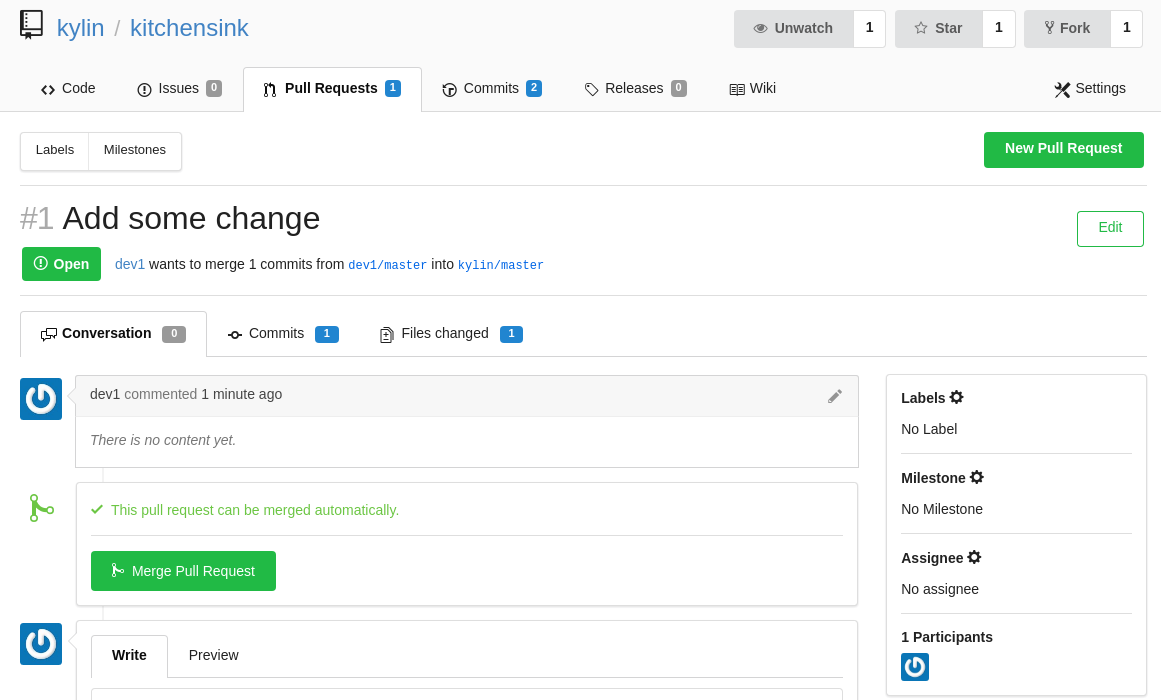 kylin / kitchensink
Unwatch 1 Star 1 Fork 1
Code Issues 0 Pull Requests 1 Commits 2 Releases 0 Wiki Settings
Labels Milestones New Pull Request
#1 Add some change
Edit
Open dev1 wants to merge 1 commits from dev1/master into kylin/master
Conversation 0 Commits 1 Files changed 1
dev1 commented 1 minute ago
There is no content yet.
This pull request can be merged automatically.
Merge Pull Request
Write Preview
Labels
No Label
Milestone
No Milestone
Assignee
No assignee
1 Participants